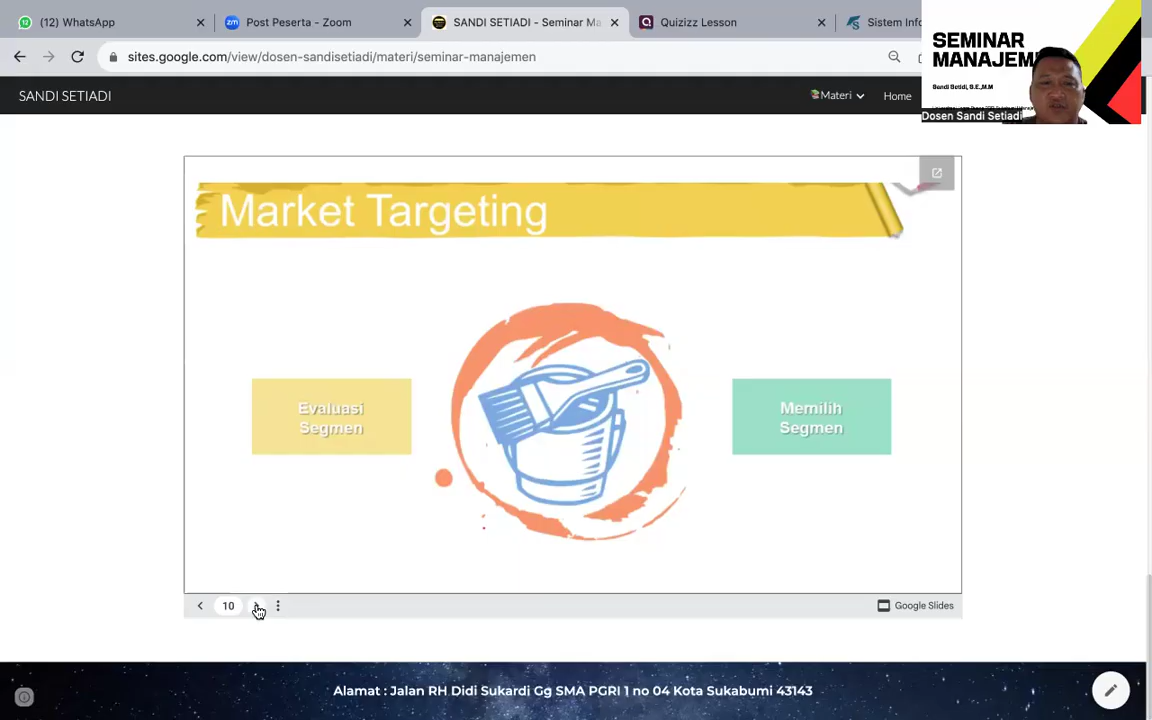 (12) WhatsApp
Post Peserta - Zoom
SANDI SETIADI - Seminar Ma
Quizizz Lesson
Sistem Info
sites.google.com/view/dosen-sandisetiadi/materi/seminar-manajemen
SEMINAR
MANAJEM
Sandi Setiadi, S.E.,M.M
Dosen Sandi Setiadi
SANDI SETIADI
Materi
Home
Market Targeting
Evaluasi
Segmen
Memilih
Segmen
10
Google Slides
Alamat : Jalan RH Didi Sukardi Gg SMA PGRI 1 no 04 Kota Sukabumi 43143